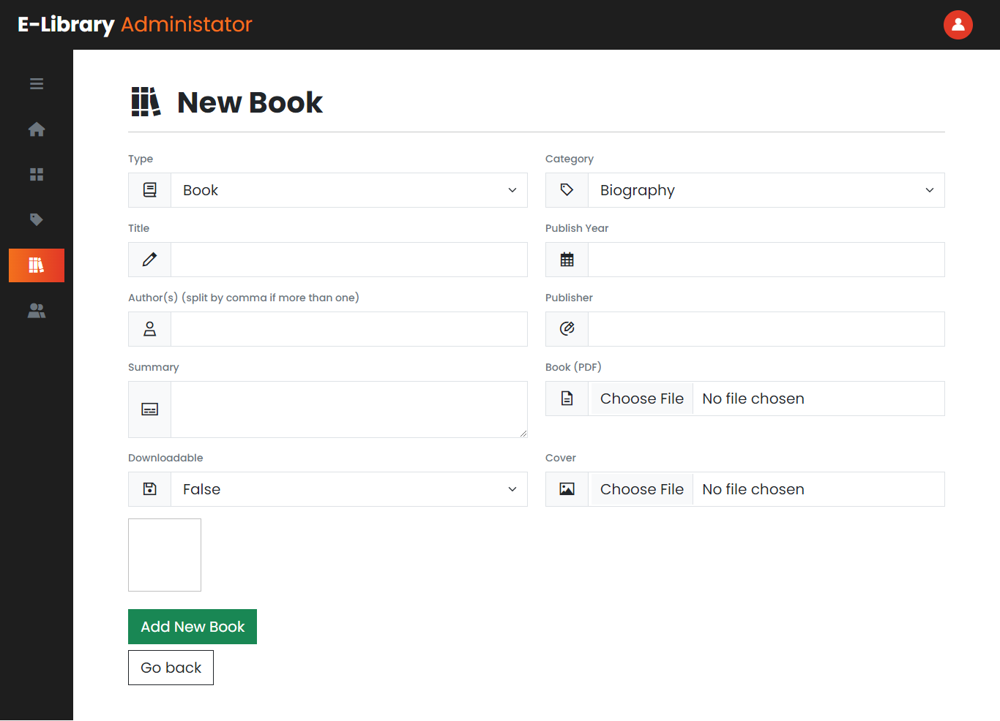 E-Library Administator
New Book
Type
Book
Category
Biography
Title
Publish Year
Author(s) (split by comma if more than one)
Publisher
Summary
Book (PDF)
Choose File No file chosen
Downloadable
False
Cover
Choose File No file chosen
Add New Book
Go back